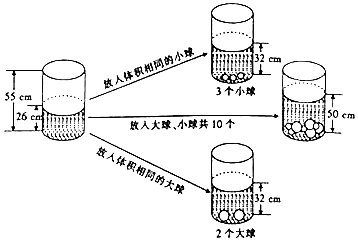 55 cm
26 cm
放入体积相同的小球
32 cm
3个小球
放入大球、小球共10个
50 cm
放入体积相同的大球
32 cm
2个大球